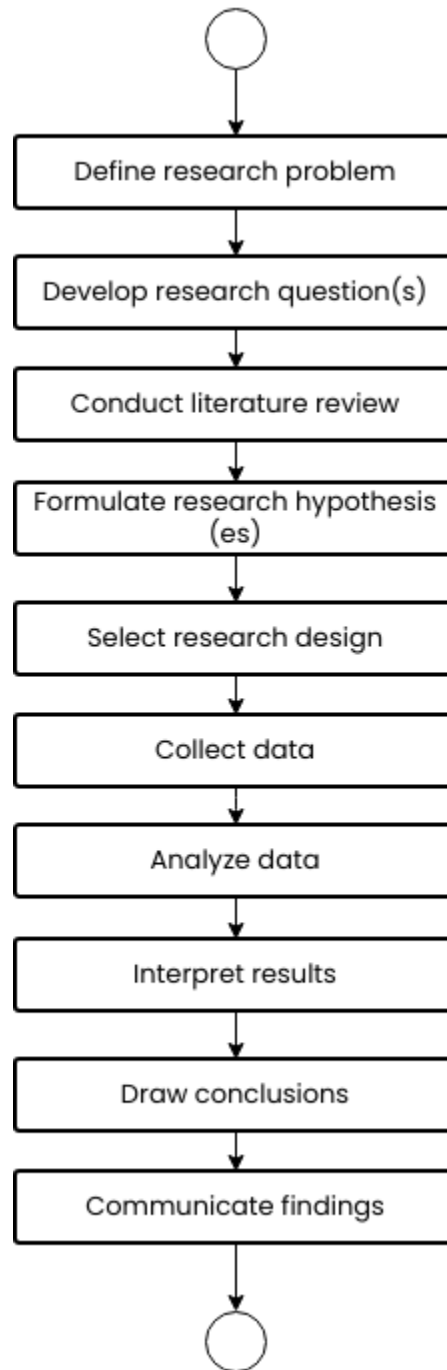 Define research problem
Develop research question(s)
Conduct literature review
Formulate research hypothesis
(es)
Select research design
Collect data
Analyze data
Interpret results
Draw conclusions
Communicate findings